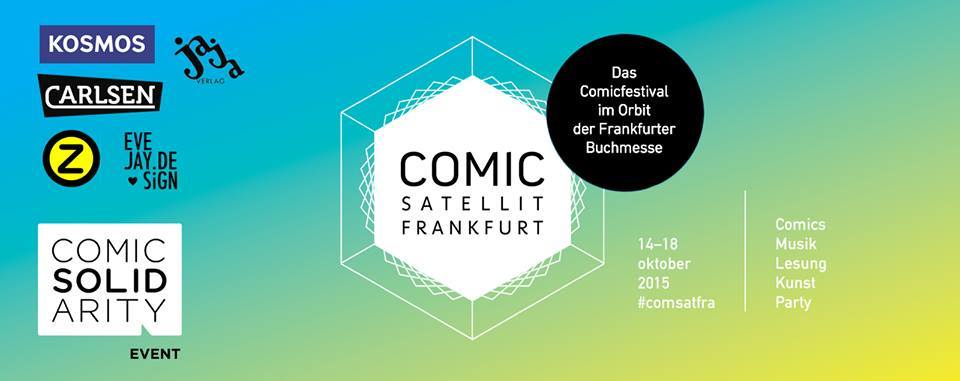 KOSMOS
jaja
VERLAG
CARLSEN
Z
EVE
JAY.DE
♥ SiGN
COMIC
SOLID
ARITY
EVENT
COMIC
SATELLIT
FRANKFURT
Das
Comicfestival
im Orbit
der Frankfurter
Buchmesse
14–18
oktober
2015
#comsatfra
Comics
Musik
Lesung
Kunst
Party